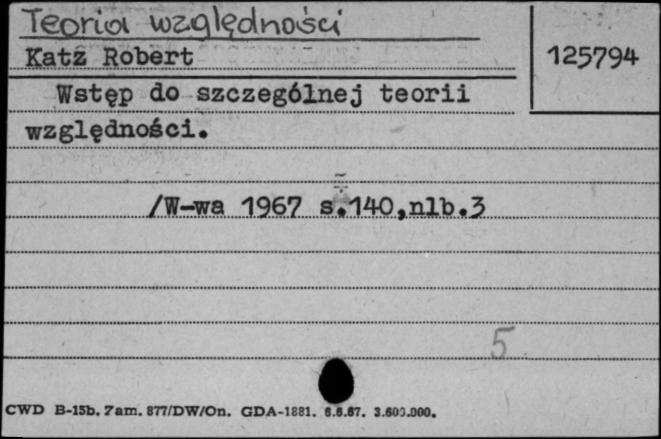 Teoria względności
Katz Robert
125794
Wstęp do szczególnej teorii
względności.
/W-wa 1967 s.140,nlb.3
5
CWD B-15b. Zam. 877/DW/On. GDA-1881. 6.6.67. 3.600.000.